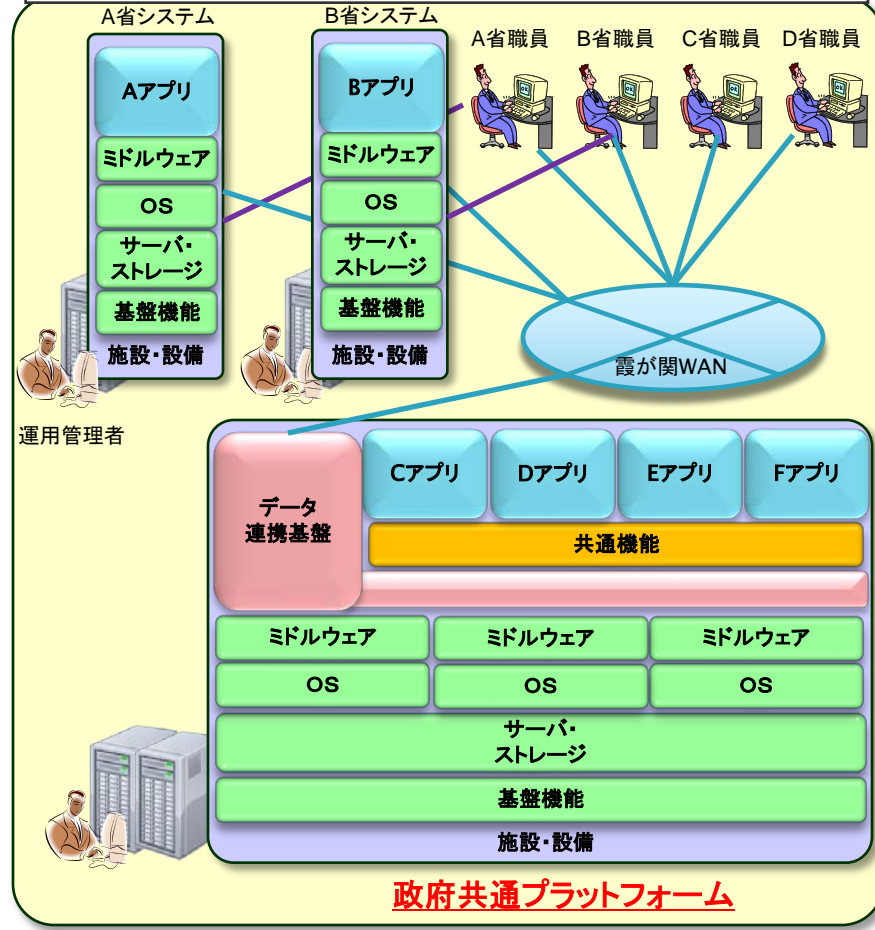 A省システム
B省システム
A省職員
B省職員
C省職員
D省職員
Aアプリ
ミドルウェア
OS
サーバ・
ストレージ
基盤機能
施設・設備
Bアプリ
ミドルウェア
OS
サーバ・
ストレージ
基盤機能
施設・設備
霞が関WAN
運用管理者
データ
連携基盤
Cアプリ
Dアプリ
Eアプリ
Fアプリ
共通機能
ミドルウェア
ミドルウェア
ミドルウェア
OS
OS
OS
サーバ・
ストレージ
基盤機能
施設・設備
政府共通プラットフォーム